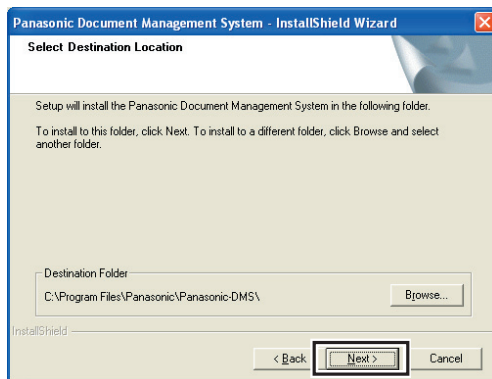 Panasonic Document Management System - InstallShield Wizard
Select Destination Location
Setup will install the Panasonic Document Management System in the following folder.
To install to this folder, click Next. To install to a different folder, click Browse and select
another folder.
Destination Folder
C:\Program Files\Panasonic\Panasonic-DMS\
Browse...
InstallShield
< Back
Next >
Cancel